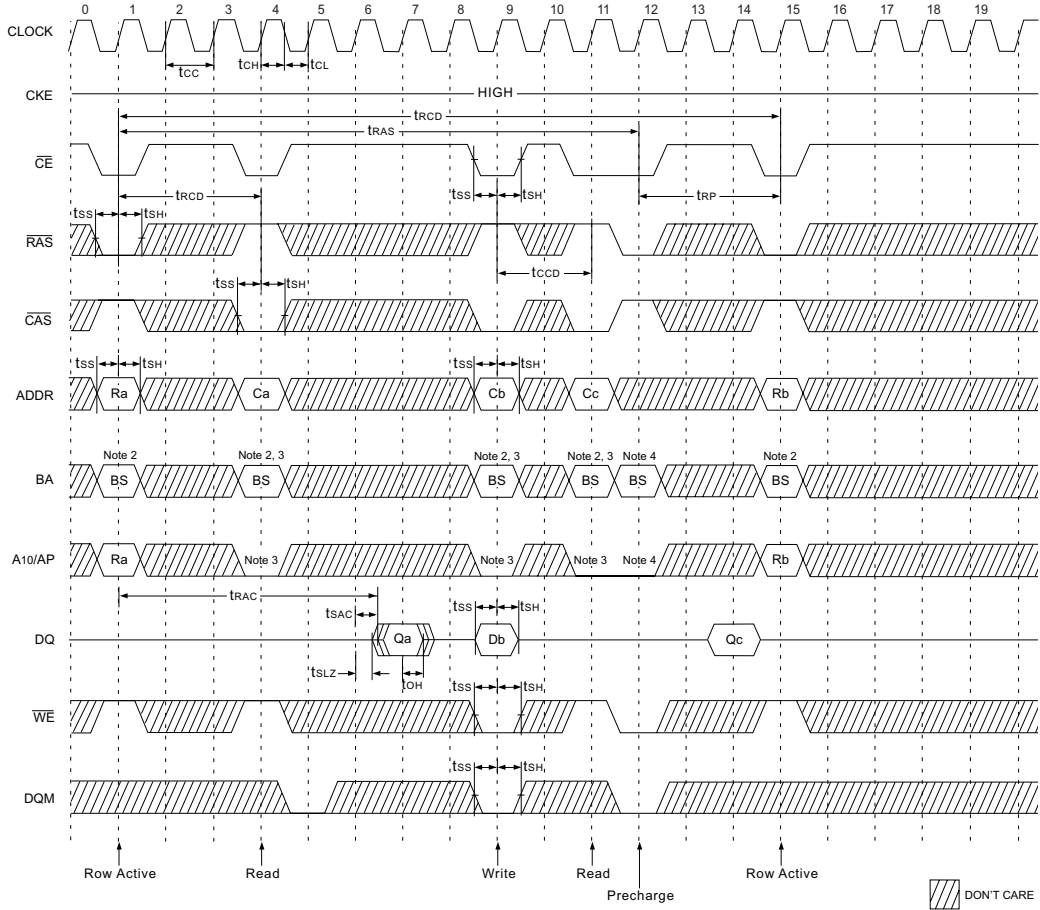 0 1 2 3 4 5 6 7 8 9 10 11 12 13 14 15 16 17 18 19
CLOCK
tCC tCH tCL
CKE HIGH
tRCD
tRAS
CE
tSS tSH
tRCD tRP
tSS tSH
RAS
tCCD
tSS tSH
CAS
tSS tSH tSS tSH
ADDR Ra Ca Cb Cc Rb
Note 2 Note 2, 3 Note 2, 3 Note 2, 3 Note 4 Note 2
BA BS BS BS BS BS BS
A10/AP Ra Note 3 Note 3 Note 3 Note 4 Rb
tRAC
tSAC tSS tSH
DQ Qa Db Qc
tSLZ tOH
tSS tSH
WE
tSS tSH
DQM
Row Active Read Write Read Row Active
Precharge
DON'T CARE